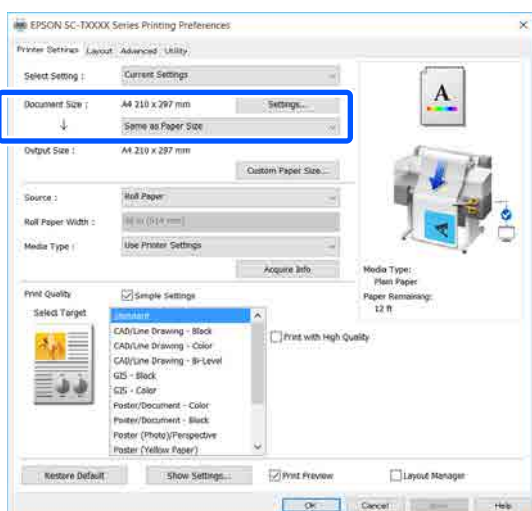 EPSON SC-TXXXX Series Printing Preferences
Printer Settings Layout Advanced Utility
Select Setting : Current Settings
Document Size : A4 210 x 297 mm Settings...
↓ Same as Paper Size
Output Size : A4 210 x 297 mm
Custom Paper Size...
Source : Roll Paper
Roll Paper Width :
Media Type : Use Printer Settings
Acquire Info
A
Media Type:
Plain Paper
Paper Remaining:
12 ft
Print Quality Simple Settings
Select Target
Standard
CAD/Line Drawing - Black
CAD/Line Drawing - Color
CAD/Line Drawing - Bi-Level
GIS - Black
GIS - Color
Poster/Document - Color
Poster/Document - Black
Poster (Photo)/Perspective
Poster (Yellow Paper)
Print with High Quality
Restore Default Show Settings... Print Preview Layout Manager
OK Cancel Help